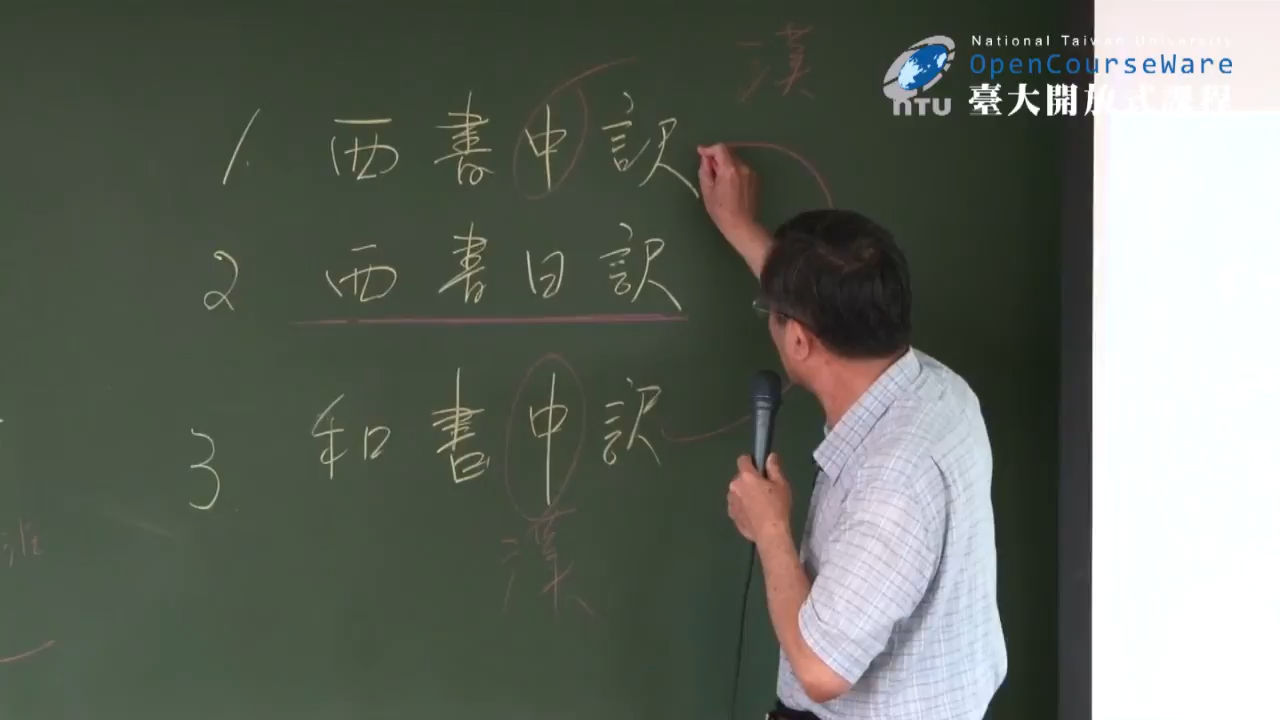 漢
National Taiwan University
OpenCourseWare
NTU 臺大開放式課程
1. 西書中訳
2 西書日訳
3 和書中訳
漢